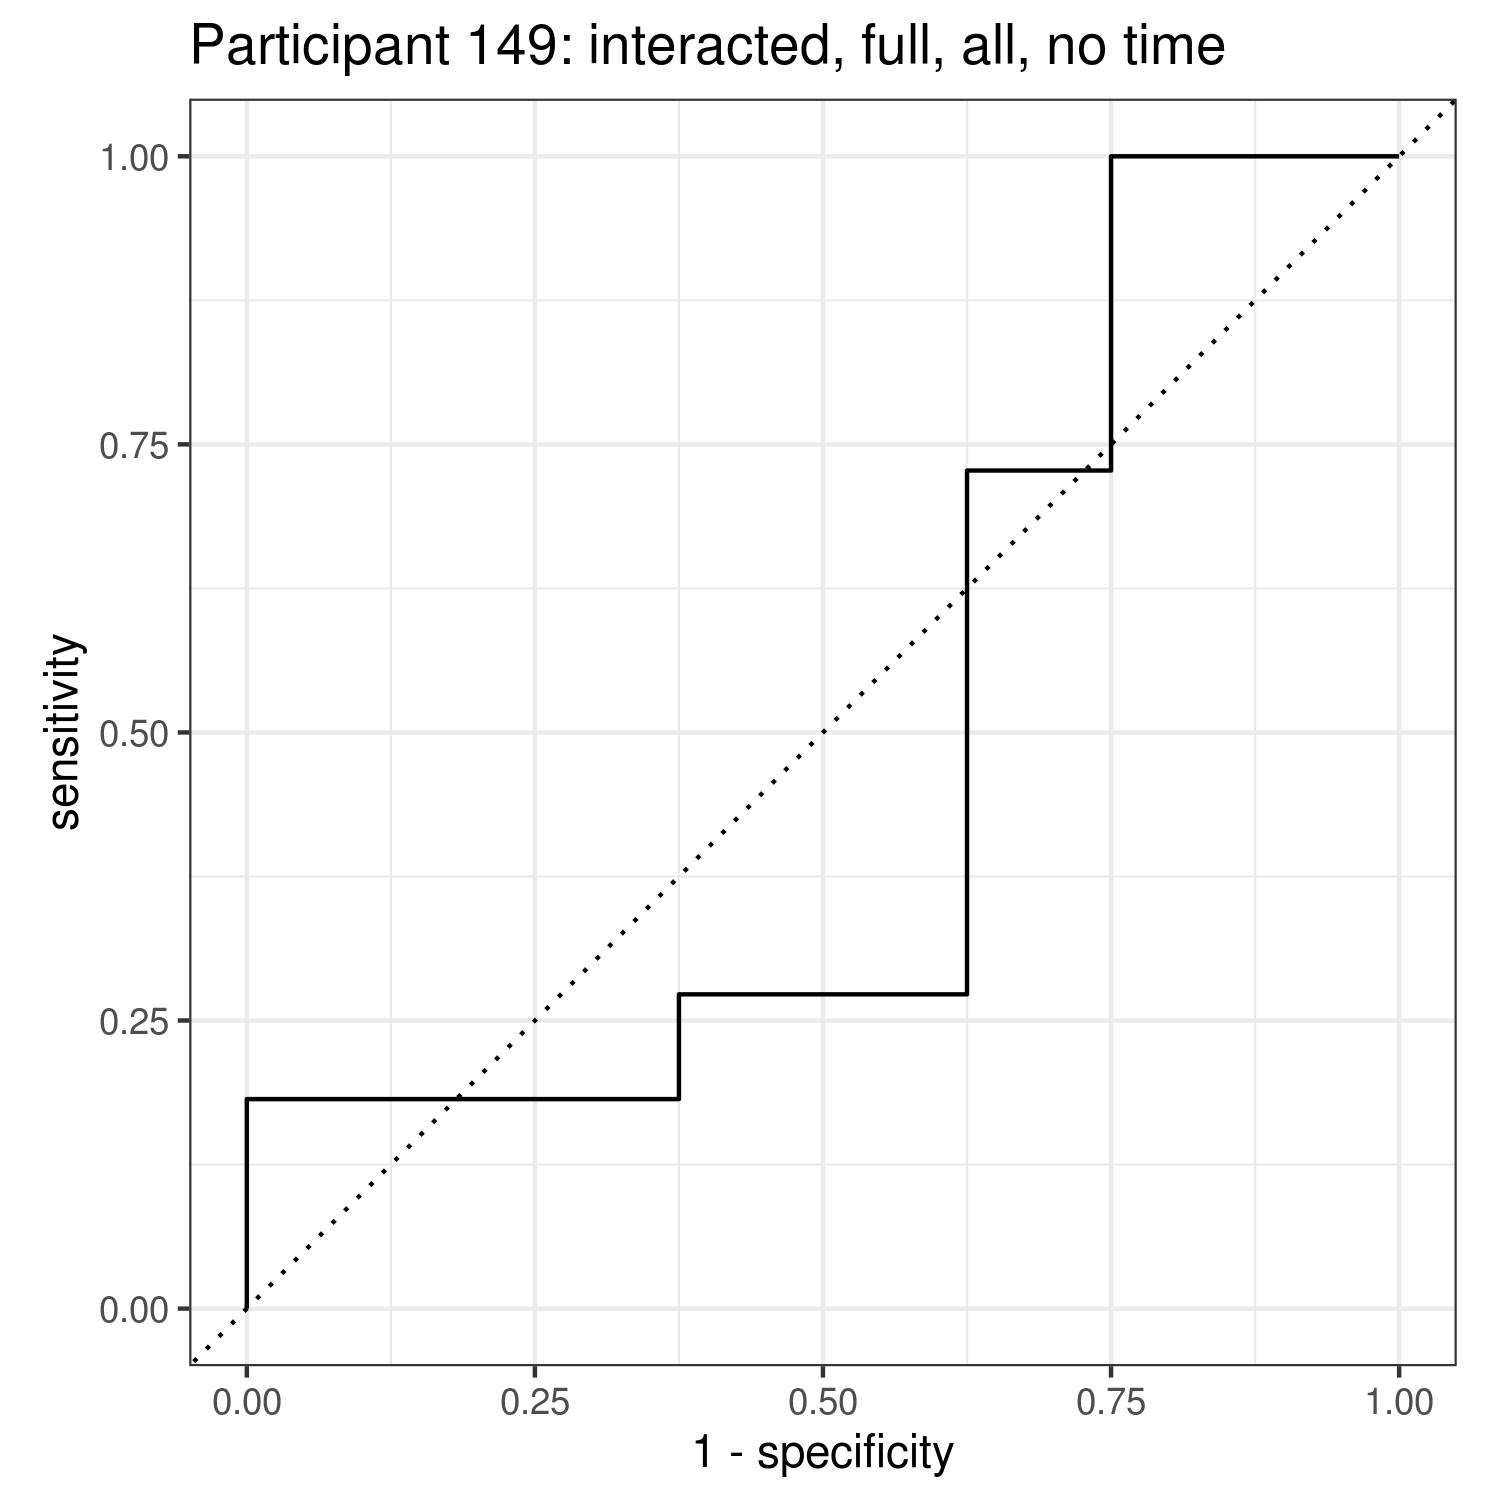 Participant 149: interacted, full, all, no time
1.00
0.75
0.50
0.25
0.00
sensitivity
0.00 0.25 0.50 0.75 1.00
1 - specificity